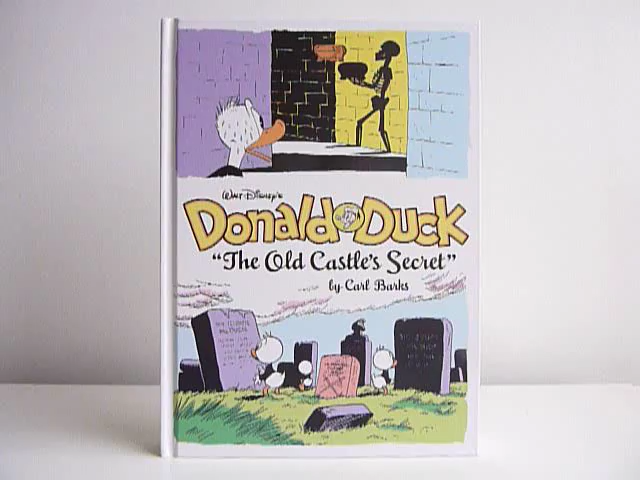 Walt Disney's
Donald Duck
"The Old Castle's Secret"
by Carl Barks